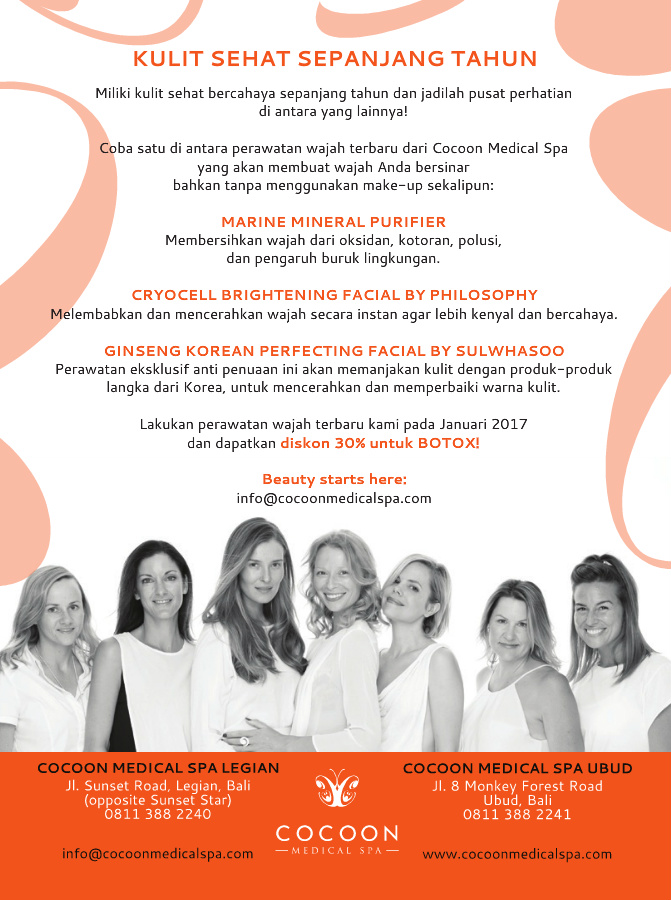 KULIT SEHAT SEPANJANG TAHUN
Miliki kulit sehat bercahaya sepanjang tahun dan jadilah pusat perhatian
di antara yang lainnya!
Coba satu di antara perawatan wajah terbaru dari Cocoon Medical Spa
yang akan membuat wajah Anda bersinar
bahkan tanpa menggunakan make-up sekalipun:
MARINE MINERAL PURIFIER
Membersihkan wajah dari oksidan, kotoran, polusi,
dan pengaruh buruk lingkungan.
CRYOCELL BRIGHTENING FACIAL BY PHILOSOPHY
Melembabkan dan mencerahkan wajah secara instan agar lebih kenyal dan bercahaya.
GINSENG KOREAN PERFECTING FACIAL BY SULWHASOO
Perawatan eksklusif anti penuaan ini akan memanjakan kulit dengan produk-produk
langka dari Korea, untuk mencerahkan dan memperbaiki warna kulit.
Lakukan perawatan wajah terbaru kami pada Januari 2017
dan dapatkan diskon 30% untuk BOTOX!
Beauty starts here:
info@cocoonmedicalspa.com
COCOON MEDICAL SPA LEGIAN
Jl. Sunset Road, Legian, Bali
(opposite Sunset Star)
0811 388 2240
info@cocoonmedicalspa.com
COCOON
MEDICAL SPA
COCOON MEDICAL SPA UBUD
Jl. 8 Monkey Forest Road
Ubud, Bali
0811 388 2241
www.cocoonmedicalspa.com